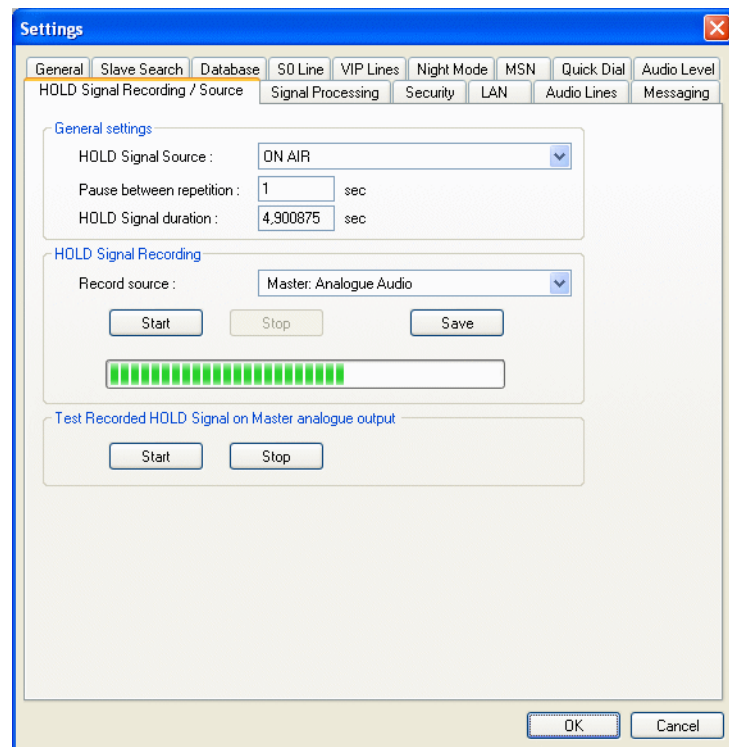 Settings
General Slave Search Database S0 Line VIP Lines Night Mode MSN Quick Dial Audio Level
HOLD Signal Recording / Source Signal Processing Security LAN Audio Lines Messaging
General settings
HOLD Signal Source : ON AIR
Pause between repetition : 1 sec
HOLD Signal duration : 4,900875 sec
HOLD Signal Recording
Record source : Master: Analogue Audio
Start Stop Save
Test Recorded HOLD Signal on Master analogue output
Start Stop
OK Cancel